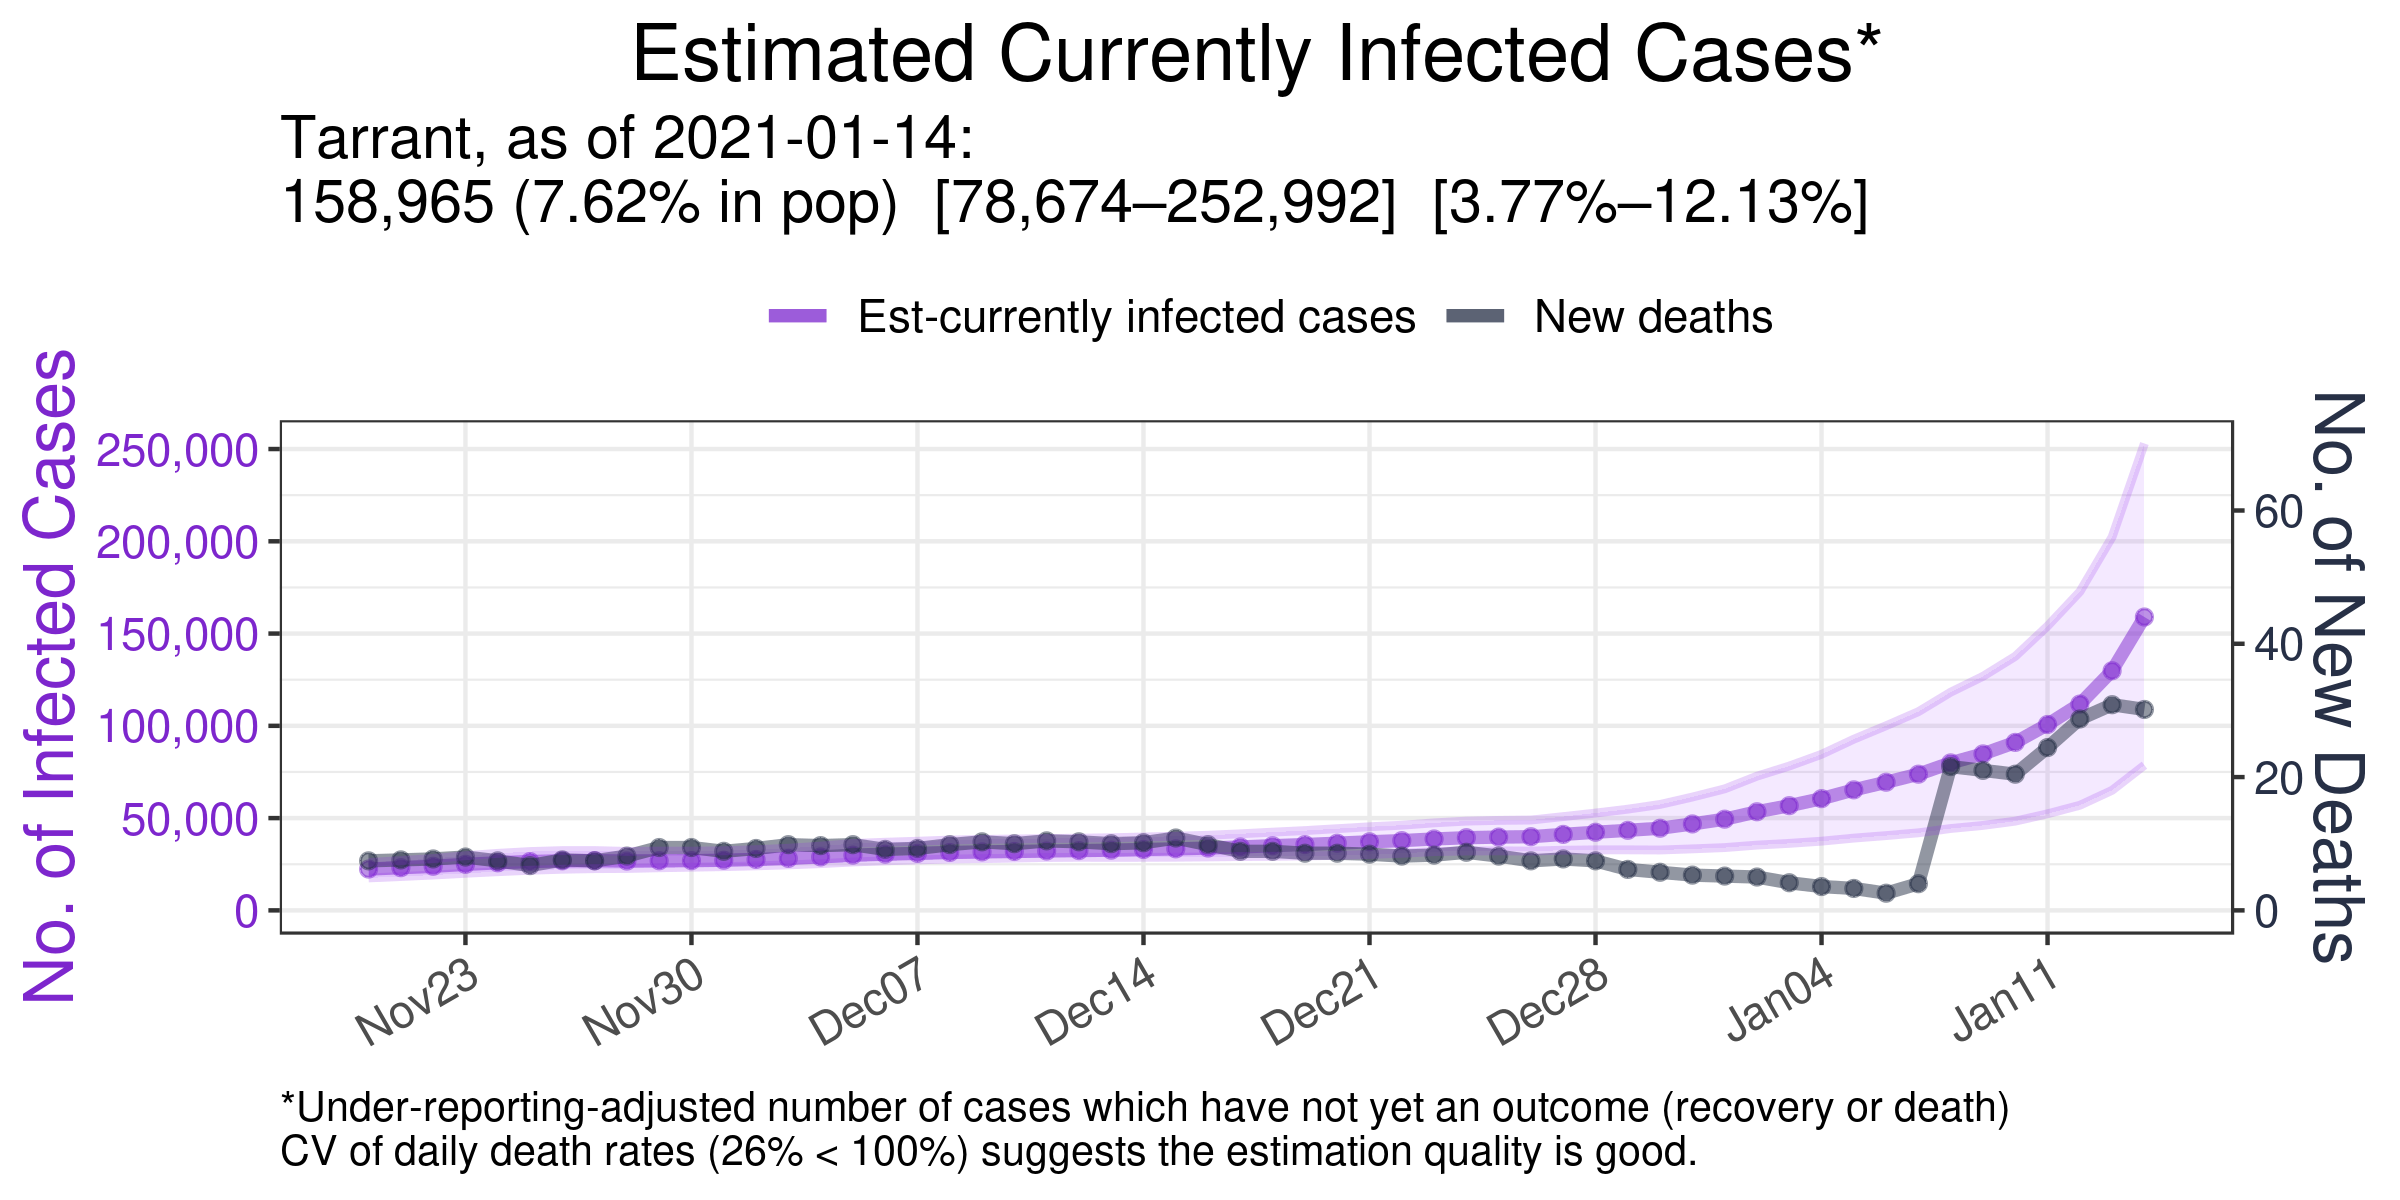 Estimated Currently Infected Cases*
Tarrant, as of 2021-01-14:
158,965 (7.62% in pop) [78,674–252,992] [3.77%–12.13%]
Est-currently infected cases
New deaths
No. of Infected Cases
250,000
200,000
150,000
100,000
50,000
0
No. of New Deaths
60
40
20
0
Nov23
Nov30
Dec07
Dec14
Dec21
Dec28
Jan04
Jan11
*Under-reporting-adjusted number of cases which have not yet an outcome (recovery or death)
CV of daily death rates (26% < 100%) suggests the estimation quality is good.